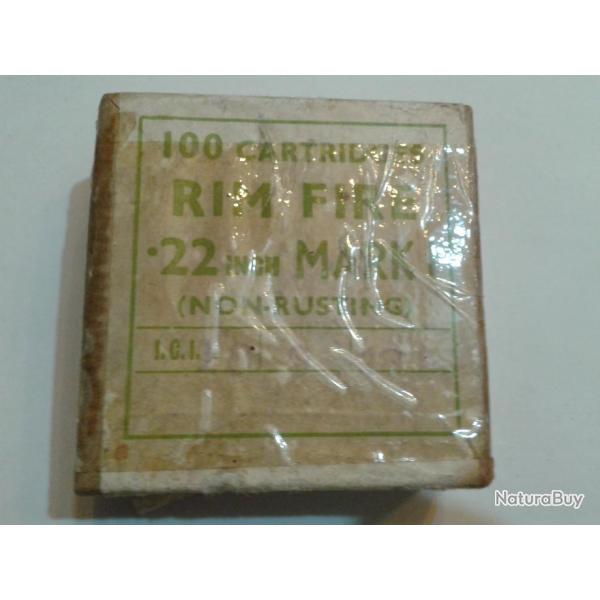 100 CARTRIDGES
RIM FIRE
.22 INCH MARK I
(NON-RUSTING)
I.C.I.
NaturaBuy